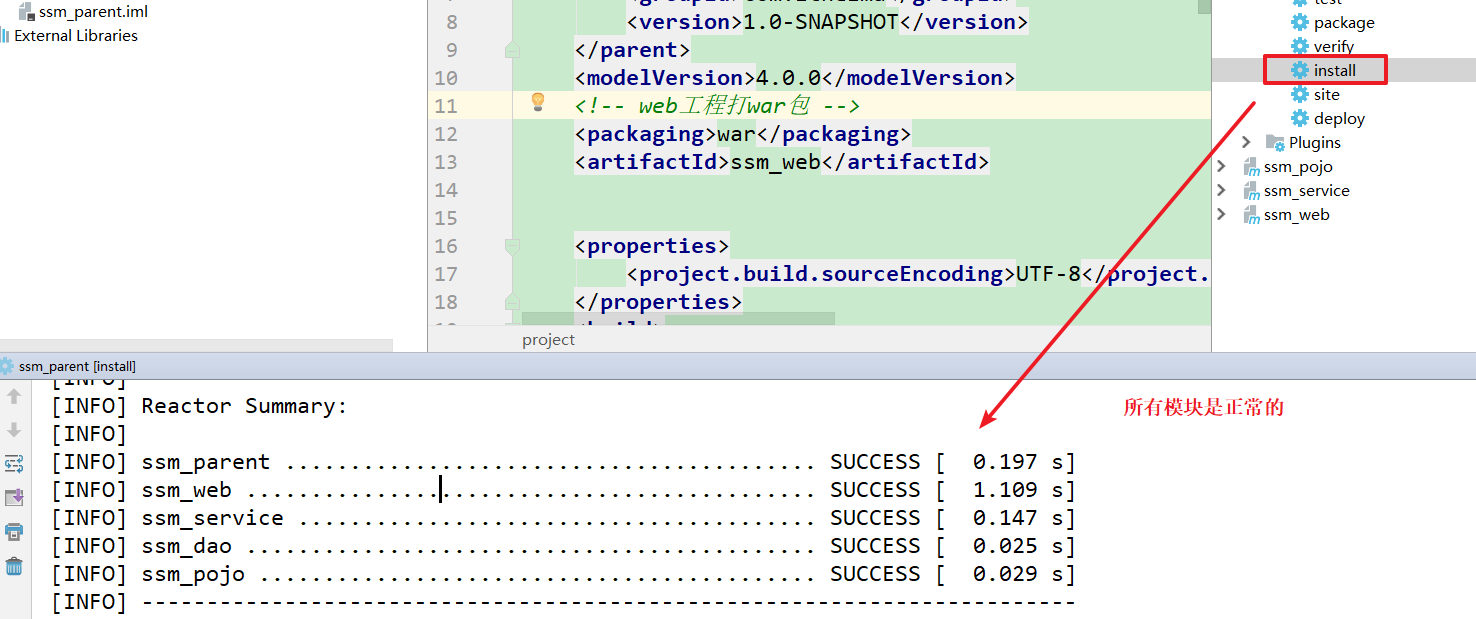 ssm_parent.iml
External Libraries
8 <version>1.0-SNAPSHOT</version>
9 </parent>
10 <modelVersion>4.0.0</modelVersion>
11 <!-- web工程打war包 -->
12 <packaging>war</packaging>
13 <artifactId>ssm_web</artifactId>
14
15
16 <properties>
17 <project.build.sourceEncoding>UTF-8</project.
18 </properties>
project
package
verify
install
site
deploy
Plugins
ssm_pojo
ssm_service
ssm_web
ssm_parent [install]
[INFO]
[INFO] Reactor Summary:
[INFO]
[INFO] ssm_parent ......................................... SUCCESS [  0.197 s]
[INFO] ssm_web ............................................ SUCCESS [  1.109 s]
[INFO] ssm_service ........................................ SUCCESS [  0.147 s]
[INFO] ssm_dao ............................................ SUCCESS [  0.025 s]
[INFO] ssm_pojo ........................................... SUCCESS [  0.029 s]
[INFO] ------------------------------------------------------------------------
所有模块是正常的